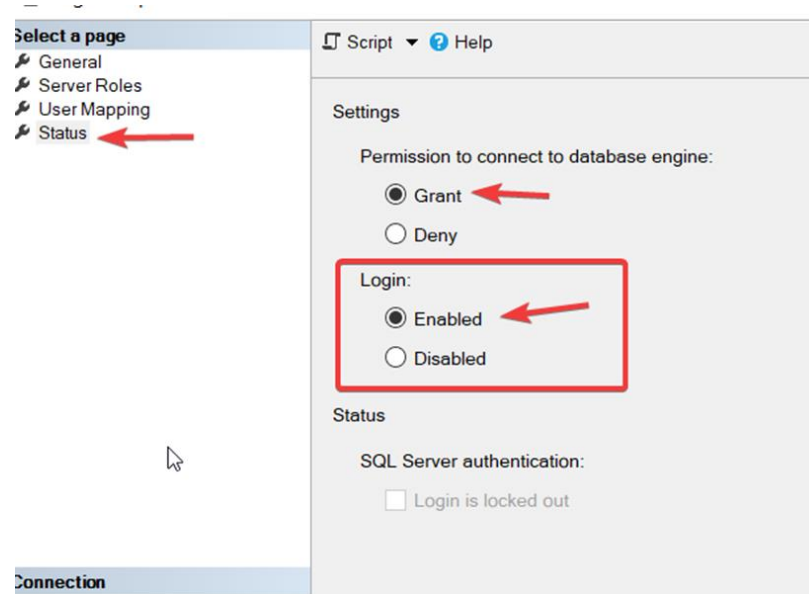 Select a page
General
Server Roles
User Mapping
Status
Script Help
Settings
Permission to connect to database engine:
Grant
Deny
Login:
Enabled
Disabled
Status
SQL Server authentication:
Login is locked out
Connection